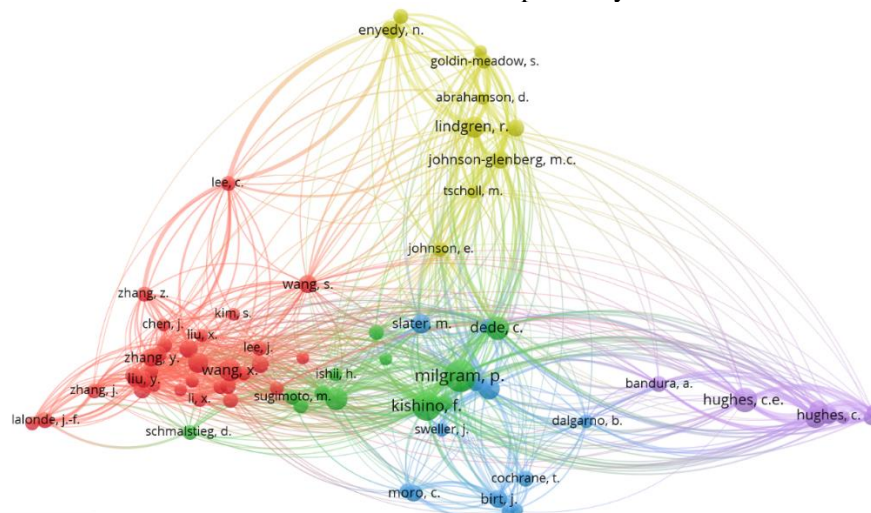 enyedy, n.
goldin-meadow, s.
abrahamson, d.
lindgren, r.
johnson-glenberg, m.c.
lee, c.
tscholl, m.
johnson, e.
wang, s.
zhang, z.
kim, s.
chen, j.
slater, m.
dede, c.
liu, x.
lee, j.
zhang, y.
wang, x.
ishii, h.
milgram, p.
liu, y.
bandura, a.
zhang, j.
li, x.
sugimoto, m.
kishino, f.
hughes, c.e.
hughes, c.
lalonde, j.-f.
schmalstieg, d.
sweller, j.
dalgarno, b.
cochrane, t.
moro, c.
birt, j.